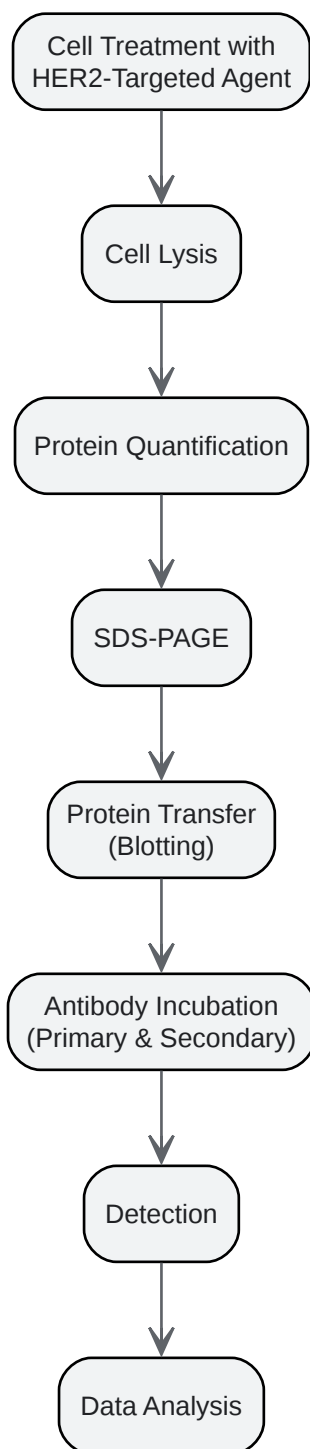 Cell Treatment with
HER2-Targeted Agent
Cell Lysis
Protein Quantification
SDS-PAGE
Protein Transfer
(Blotting)
Antibody Incubation
(Primary & Secondary)
Detection
Data Analysis